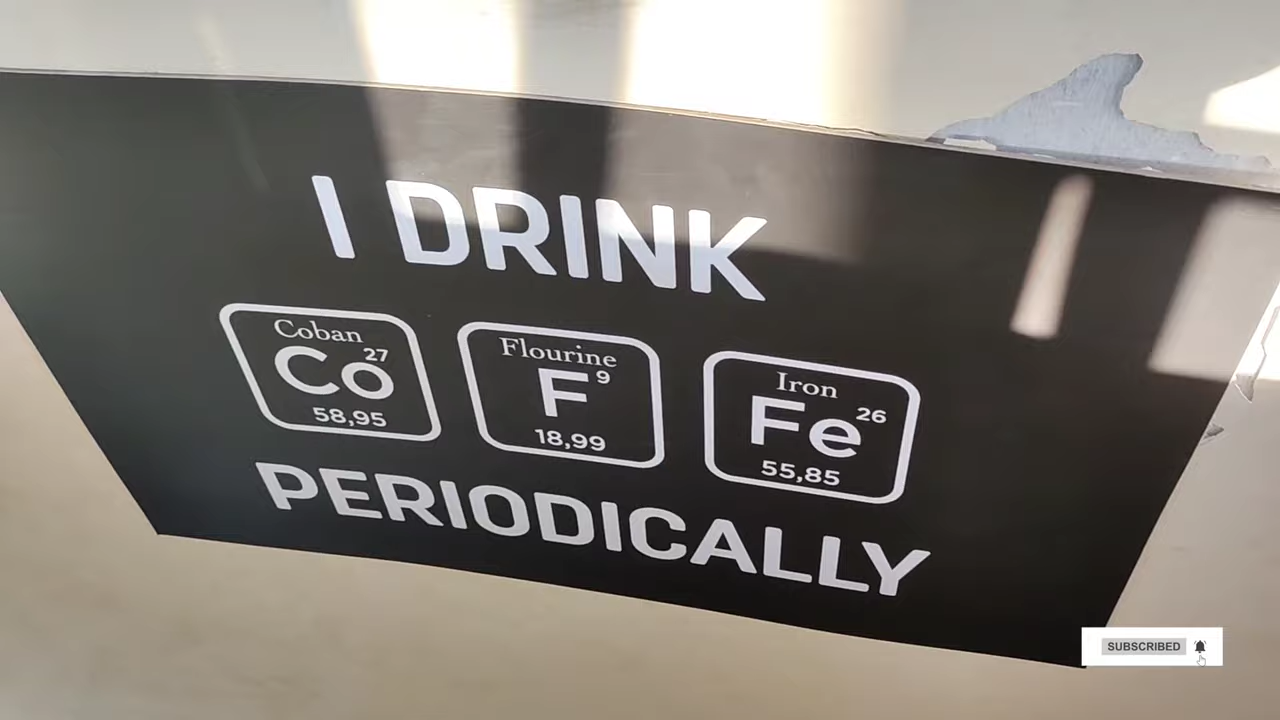 I DRINK
Coban Flourine Iron
Co 27 F 9 Fe 26
58,95 18,99 55,85
PERIODICALLY
SUBSCRIBED